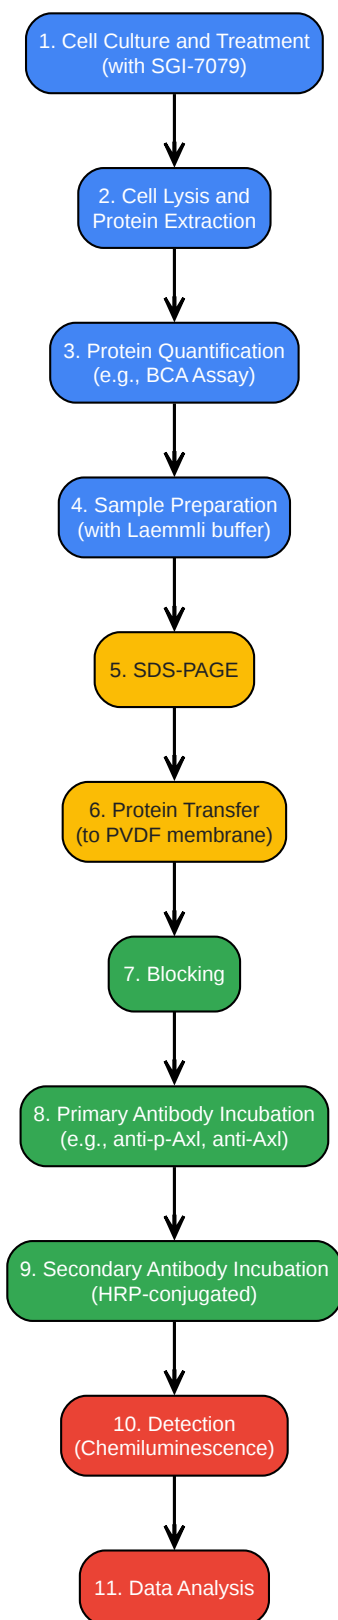 1. Cell Culture and Treatment
(with SGI-7079)
2. Cell Lysis and
Protein Extraction
3. Protein Quantification
(e.g., BCA Assay)
4. Sample Preparation
(with Laemmli buffer)
5. SDS-PAGE
6. Protein Transfer
(to PVDF membrane)
7. Blocking
8. Primary Antibody Incubation
(e.g., anti-p-Axl, anti-Axl)
9. Secondary Antibody Incubation
(HRP-conjugated)
10. Detection
(Chemiluminescence)
11. Data Analysis